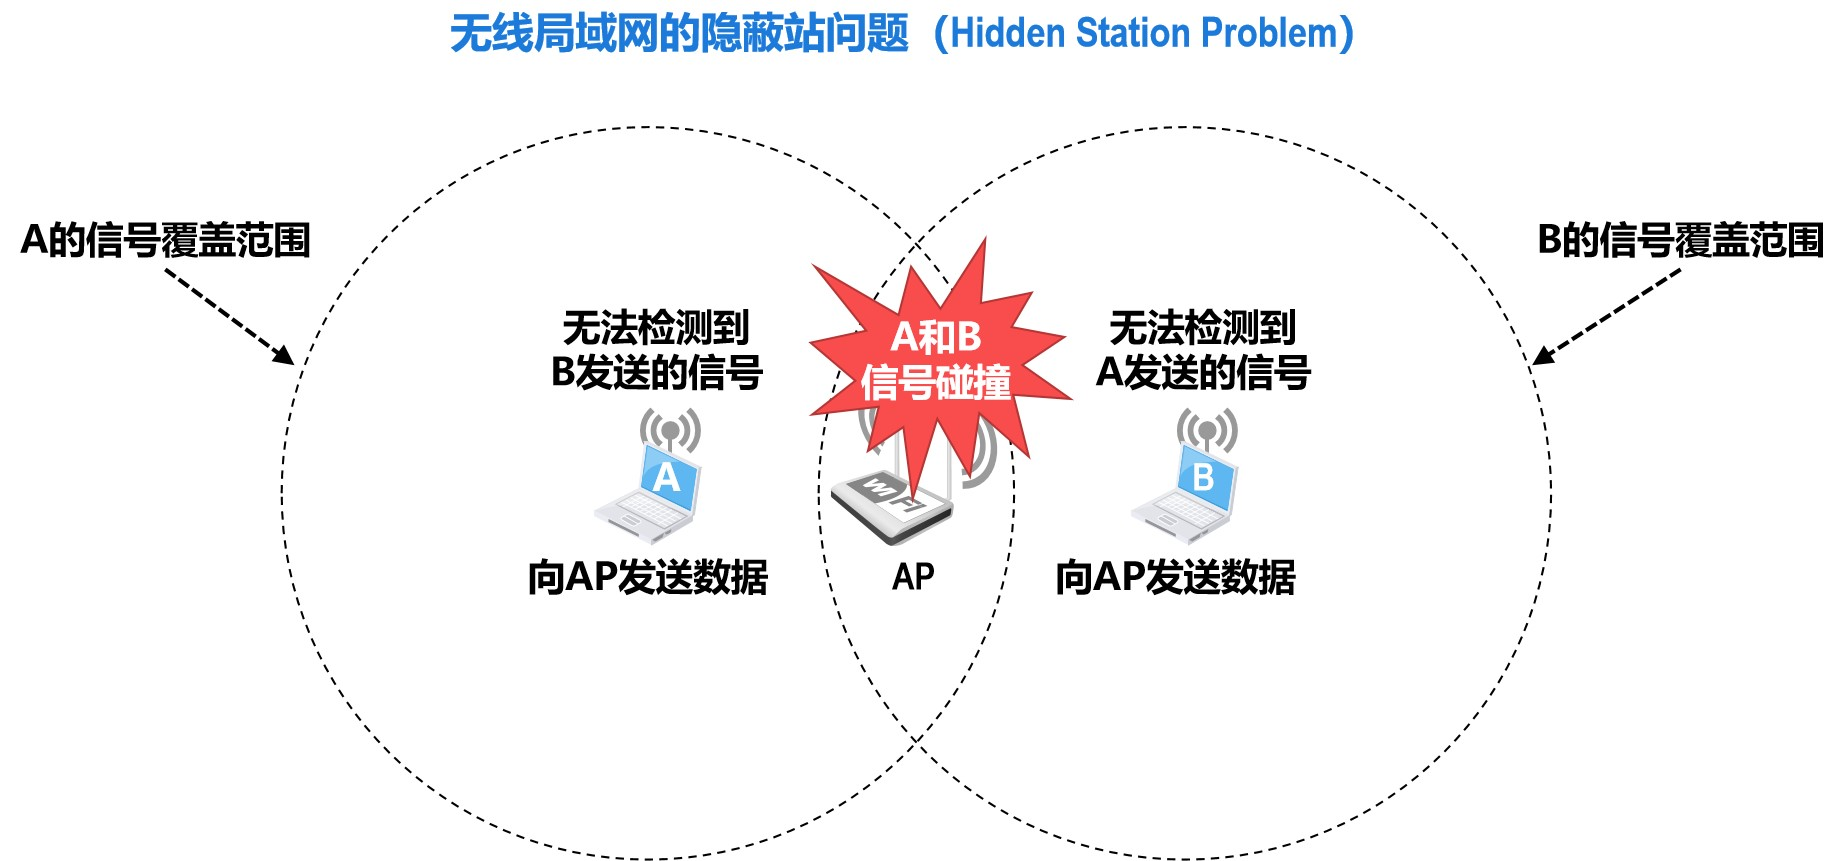 无线局域网的隐蔽站问题（Hidden Station Problem）
A的信号覆盖范围
B的信号覆盖范围
无法检测到
B发送的信号
A和B
信号碰撞
无法检测到
A发送的信号
A
WiFi
B
向AP发送数据
AP
向AP发送数据